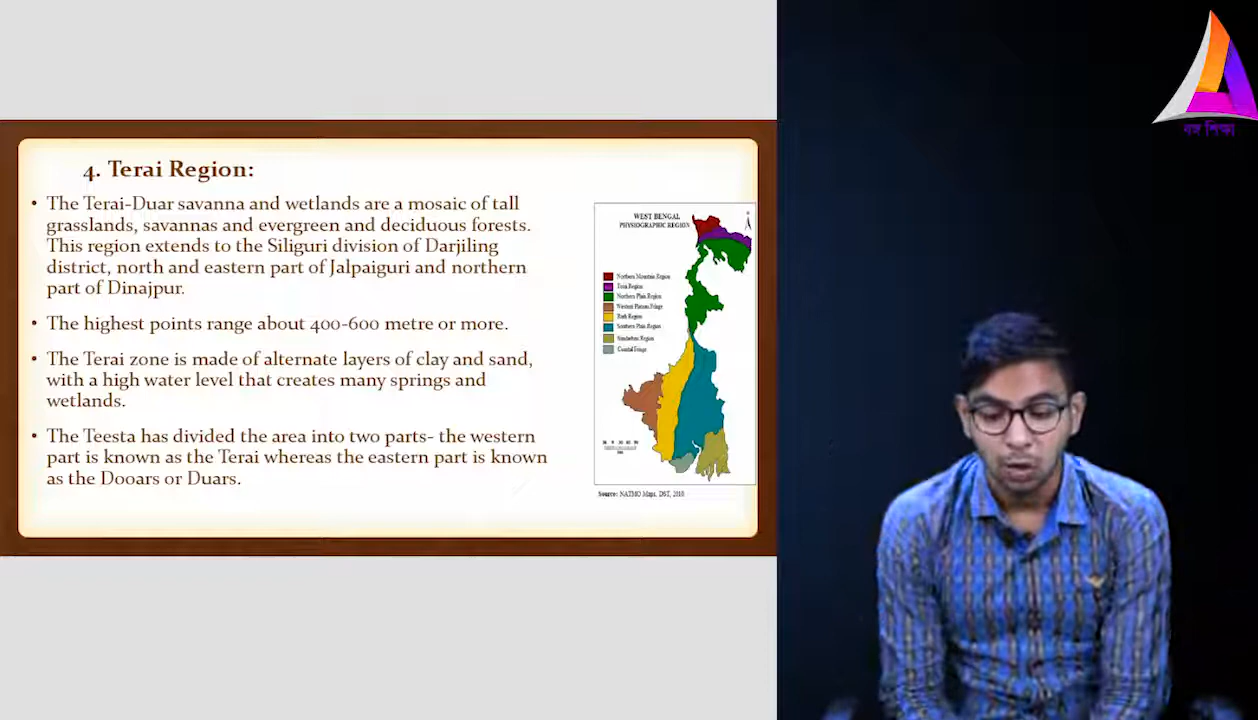 4. Terai Region:
• The Terai-Duar savanna and wetlands are a mosaic of tall
grasslands, savannas and evergreen and deciduous forests.
This region extends to the Siliguri division of Darjiling
district, north and eastern part of Jalpaiguri and northern
part of Dinajpur.
• The highest points range about 400-600 metre or more.
• The Terai zone is made of alternate layers of clay and sand,
with a high water level that creates many springs and
wetlands.
• The Teesta has divided the area into two parts- the western
part is known as the Terai whereas the eastern part is known
as the Dooars or Duars.
WEST BENGAL
PHYSIOGRAPHIC REGION
Northern Mountain Region
Terai Region
Northern Plain Region
Western Plateau Fringe
Rarh Region
Southern Plain Region
Sundarban Region
Coastal Fringe
Source: NATMO Maps, DST, 2010
বঙ্গ শিক্ষা